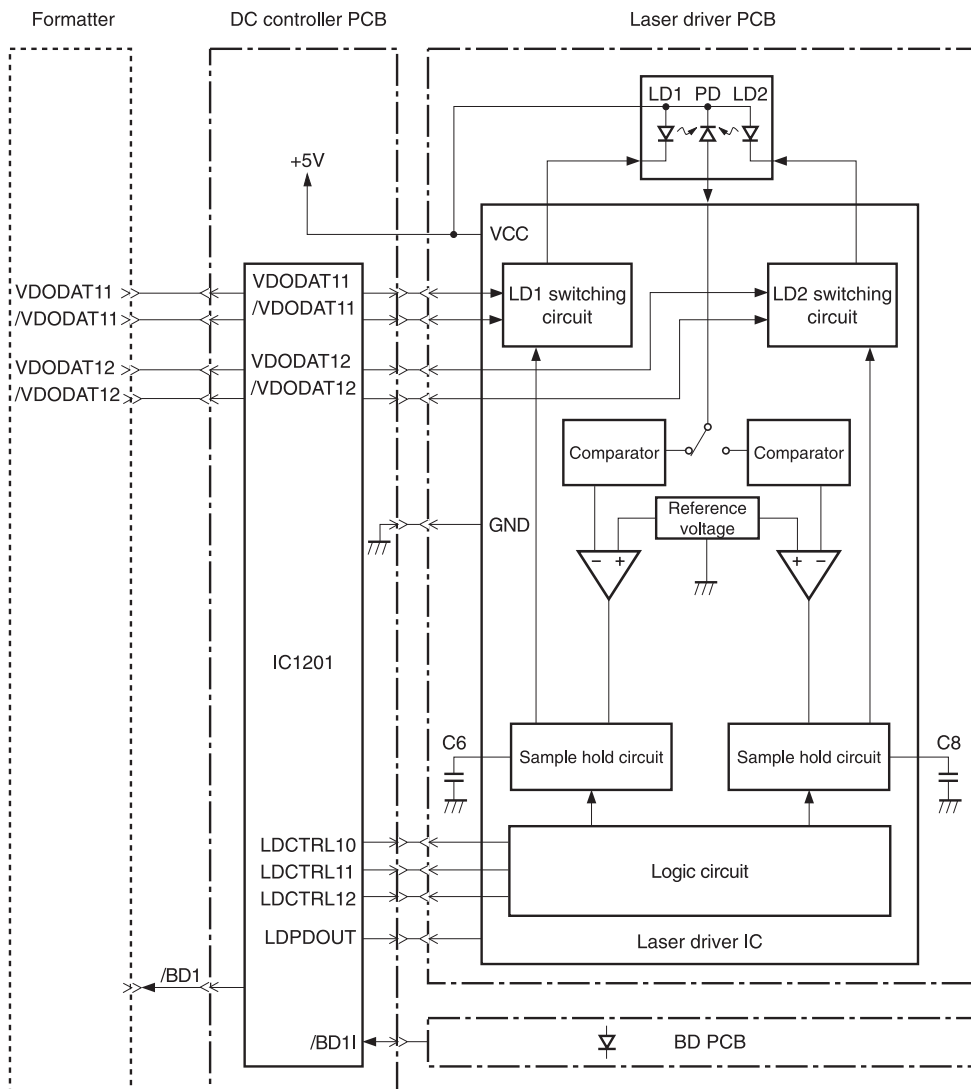 Formatter
DC controller PCB
Laser driver PCB
LD1 PD LD2
+5V
VCC
VDODAT11
/VDODAT11
VDODAT12
/VDODAT12
VDODAT11
/VDODAT11
VDODAT12
/VDODAT12
LD1 switching
circuit
LD2 switching
circuit
Comparator
Comparator
Reference
voltage
GND
− +
+ −
IC1201
C6
Sample hold circuit
Sample hold circuit
C8
LDCTRL10
LDCTRL11
LDCTRL12
Logic circuit
LDPDOUT
Laser driver IC
/BD1
/BD1I
BD PCB